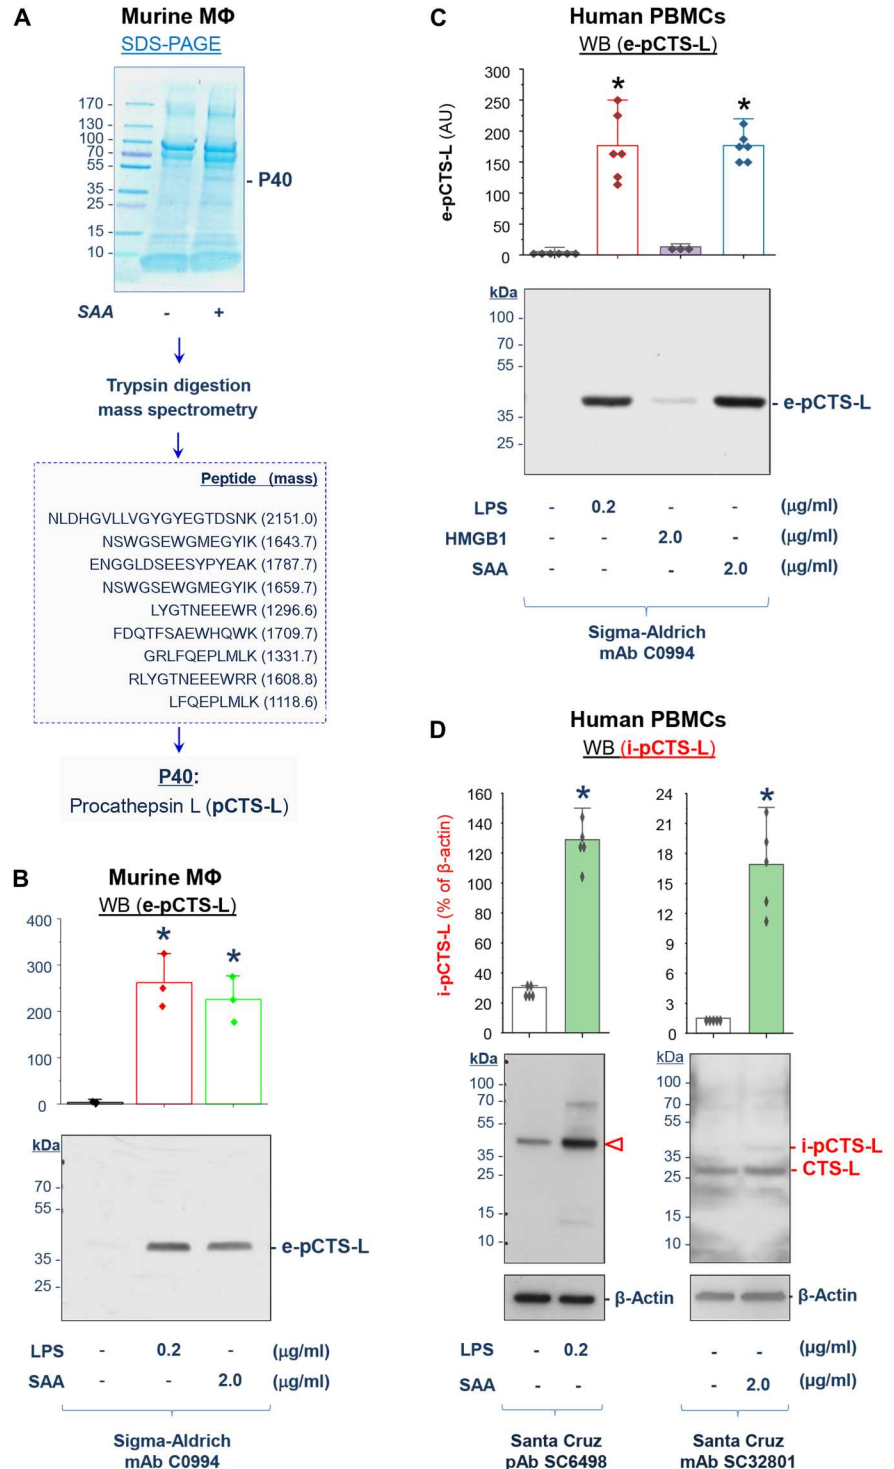 A
Murine MΦ
SDS-PAGE
170 -
130 -
100 -
70 -
55 -
35 -
25 -
15 -
10 -
- P40
SAA - +
Trypsin digestion
mass spectrometry
Peptide (mass)
NLDHGVLLVGYGYEGTDSNK (2151.0)
NSWGSEWGMEGYIK (1643.7)
ENGGLDSEESYPYEAK (1787.7)
NSWGSEWGMEGYIK (1659.7)
LYGTNEEEWR (1296.6)
FDQTFSAEWHQWK (1709.7)
GRLFQEPLMLK (1331.7)
RLYGTNEEEWRR (1608.8)
LFQEPLMLK (1118.6)
P40:
Procathepsin L (pCTS-L)
B
Murine MΦ
WB (e-pCTS-L)
400
300
200
100
0
* *
kDa
70 -
55 -
35 -
25 -
- e-pCTS-L
LPS - 0.2 - (µg/ml)
SAA - - 2.0 (µg/ml)
Sigma-Aldrich
mAb C0994
C
Human PBMCs
WB (e-pCTS-L)
e-pCTS-L (AU)
300
250
200
150
100
50
0
* *
kDa
100 -
70 -
55 -
35 -
25 -
- e-pCTS-L
LPS - 0.2 - - (µg/ml)
HMGB1 - - 2.0 - (µg/ml)
SAA - - - 2.0 (µg/ml)
Sigma-Aldrich
mAb C0994
D
Human PBMCs
WB (i-pCTS-L)
i-pCTS-L (% of β-actin)
160
140
120
100
80
60
40
20
0
*
24
21
18
15
12
9
6
3
0
*
kDa
100 -
70 -
55 -
35 -
25 -
15 -
10 -
kDa
100 -
70 -
55 -
35 -
25 -
15 -
10 -
- i-pCTS-L
- CTS-L
- β-Actin
- β-Actin
LPS - 0.2 - - (µg/ml)
SAA - - - 2.0 (µg/ml)
Santa Cruz
pAb SC6498
Santa Cruz
mAb SC32801